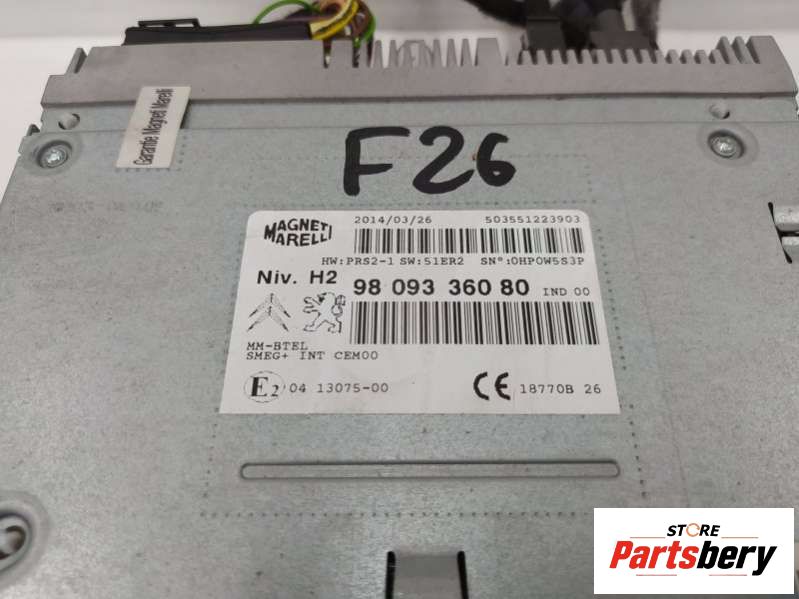 Garantie Magneti Marelli
F26
MAGNETI MARELLI
2014/03/26 503551223903
HW:PRS2-1 SW:51ER2 SN°:0HP0W5S3P
Niv. H2 98 093 360 80 IND 00
MM-BTEL
SMEG+ INT CEM00
E2 04 13075-00 CE 18770B 26
STORE
Partsbery